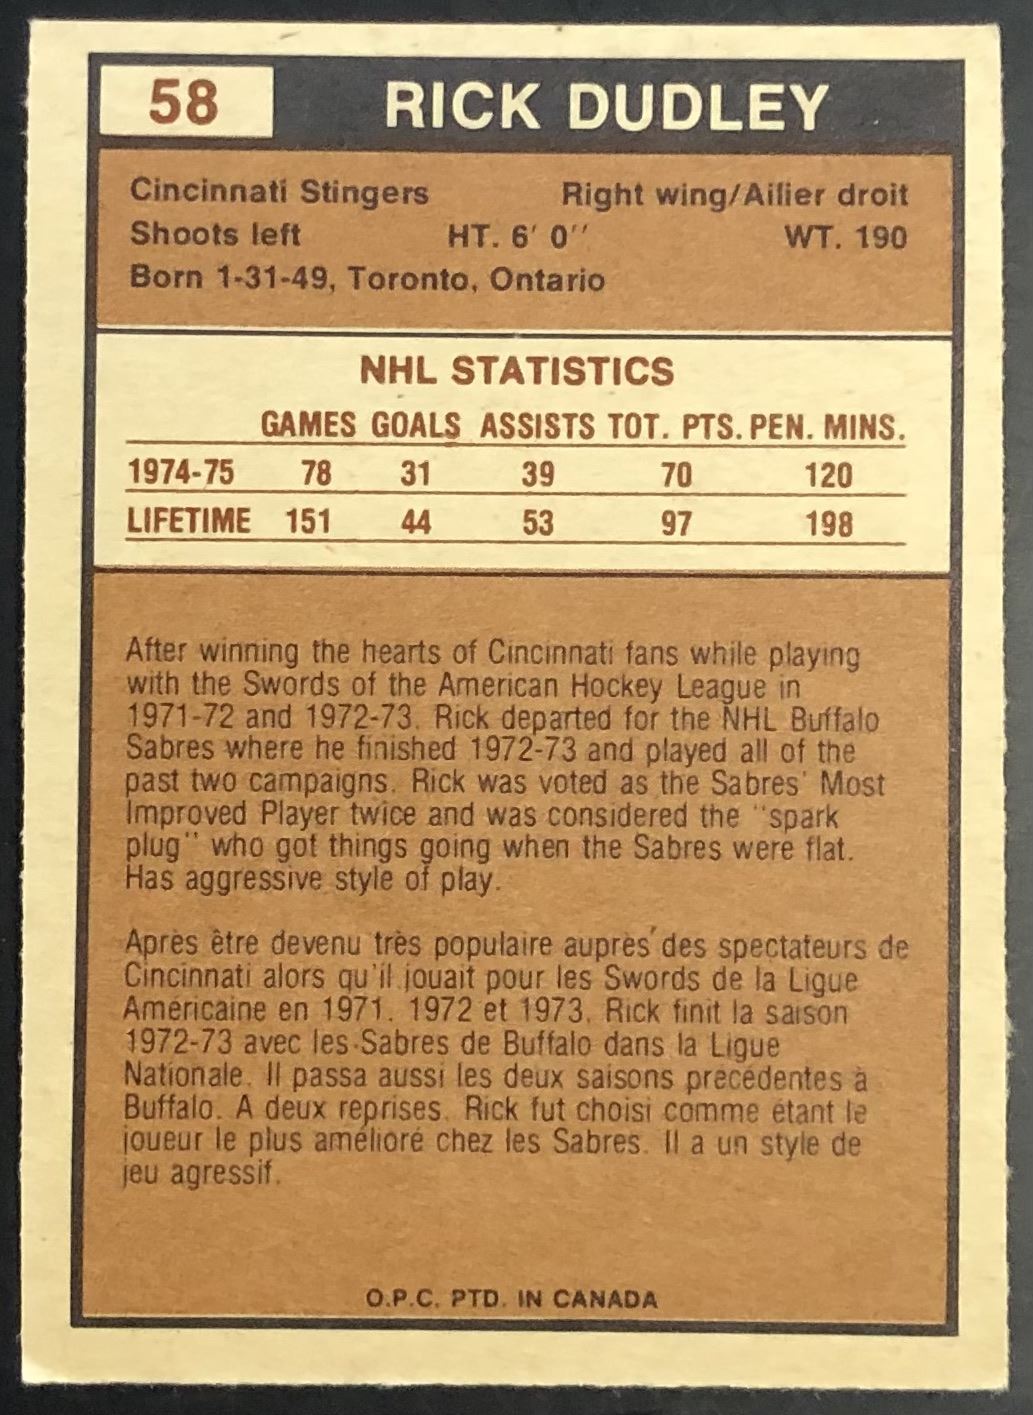 58 RICK DUDLEY
Cincinnati Stingers Right wing/Ailier droit
Shoots left HT. 6' 0'' WT. 190
Born 1-31-49, Toronto, Ontario
NHL STATISTICS
GAMES GOALS ASSISTS TOT. PTS. PEN. MINS.
1974-75 78 31 39 70 120
LIFETIME 151 44 53 97 198
After winning the hearts of Cincinnati fans while playing
with the Swords of the American Hockey League in
1971-72 and 1972-73. Rick departed for the NHL Buffalo
Sabres where he finished 1972-73 and played all of the
past two campaigns. Rick was voted as the Sabres' Most
Improved Player twice and was considered the "spark
plug" who got things going when the Sabres were flat.
Has aggressive style of play.
Après être devenu très populaire auprès des spectateurs de
Cincinnati alors qu'il jouait pour les Swords de la Ligue
Américaine en 1971. 1972 et 1973. Rick finit la saison
1972-73 avec les Sabres de Buffalo dans la Ligue
Nationale. Il passa aussi les deux saisons precédentes à
Buffalo. A deux reprises. Rick fut choisi comme étant le
joueur le plus amélioré chez les Sabres. Il a un style de
jeu agressif.
O.P.C. PTD. IN CANADA